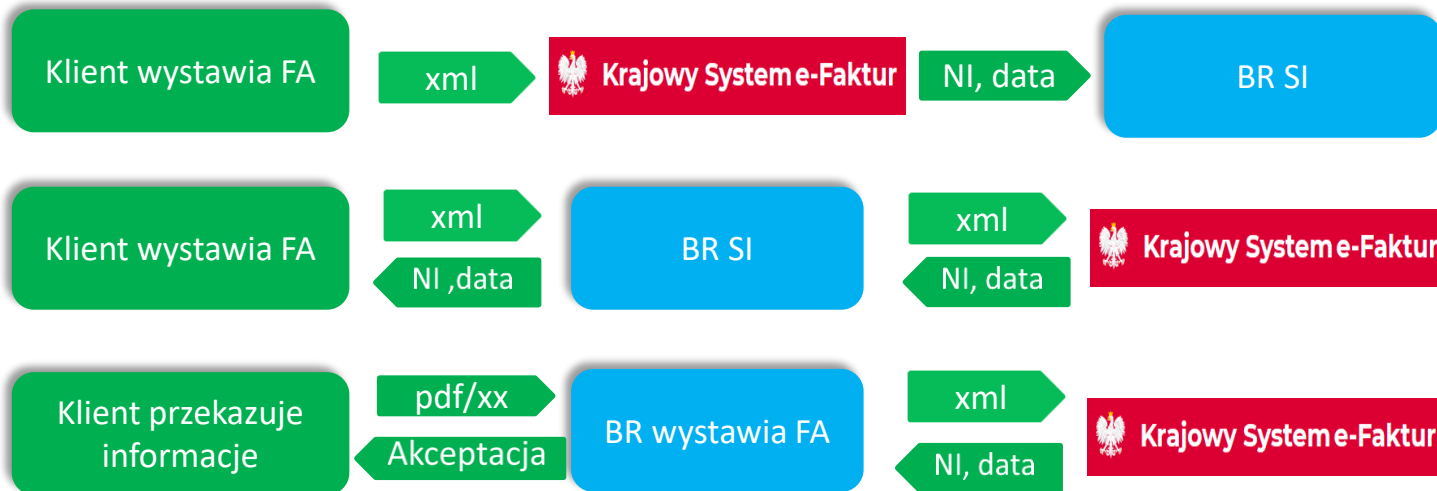 Klient wystawia FA
xml
Krajowy System e-Faktur
NI, data
BR SI
Klient wystawia FA
xml
NI ,data
BR SI
xml
NI, data
Krajowy System e-Faktur
Klient przekazuje
informacje
pdf/xx
Akceptacja
BR wystawia FA
xml
NI, data
Krajowy System e-Faktur